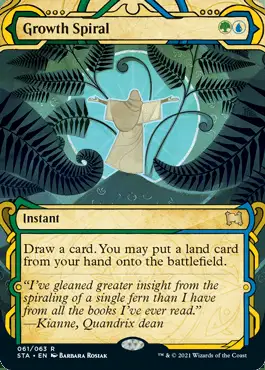 Growth Spiral
Instant
Draw a card. You may put a land card
from your hand onto the battlefield.
“I’ve gleaned greater insight from the
spiraling of a single fern than I have
from all the books I’ve ever read.”
—Kianne, Quandrix dean
061/063 R
STA • EN Barbara Rosiak
™ & © 2021 Wizards of the Coast